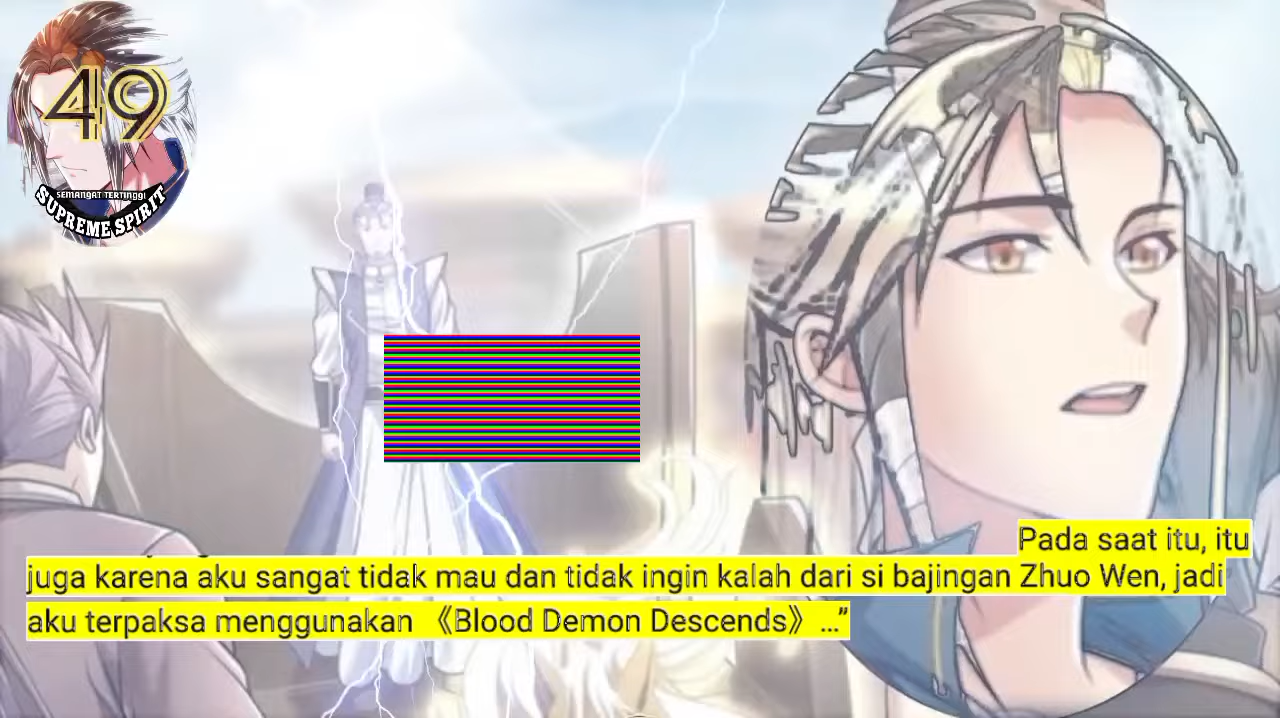 49
SEMANGAT TERTINGGI
SUPREME SPIRIT
Pada saat itu, itu
juga karena aku sangat tidak mau dan tidak ingin kalah dari si bajingan Zhuo Wen, jadi
aku terpaksa menggunakan 《Blood Demon Descends》 ..."